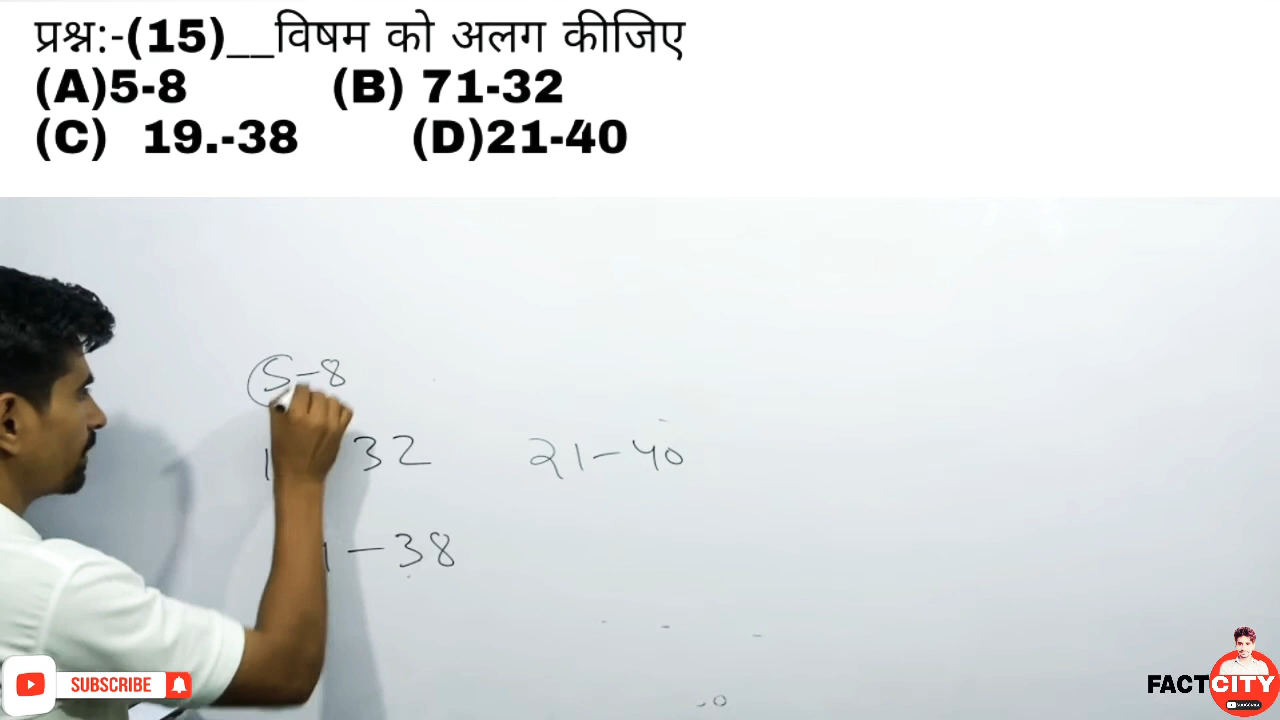 प्रश्न:-(15)__विषम को अलग कीजिए
(A)5-8 (B) 71-32
(C) 19.-38 (D)21-40
5-8
32 21-40
-38
SUBSCRIBE
FACTCITY